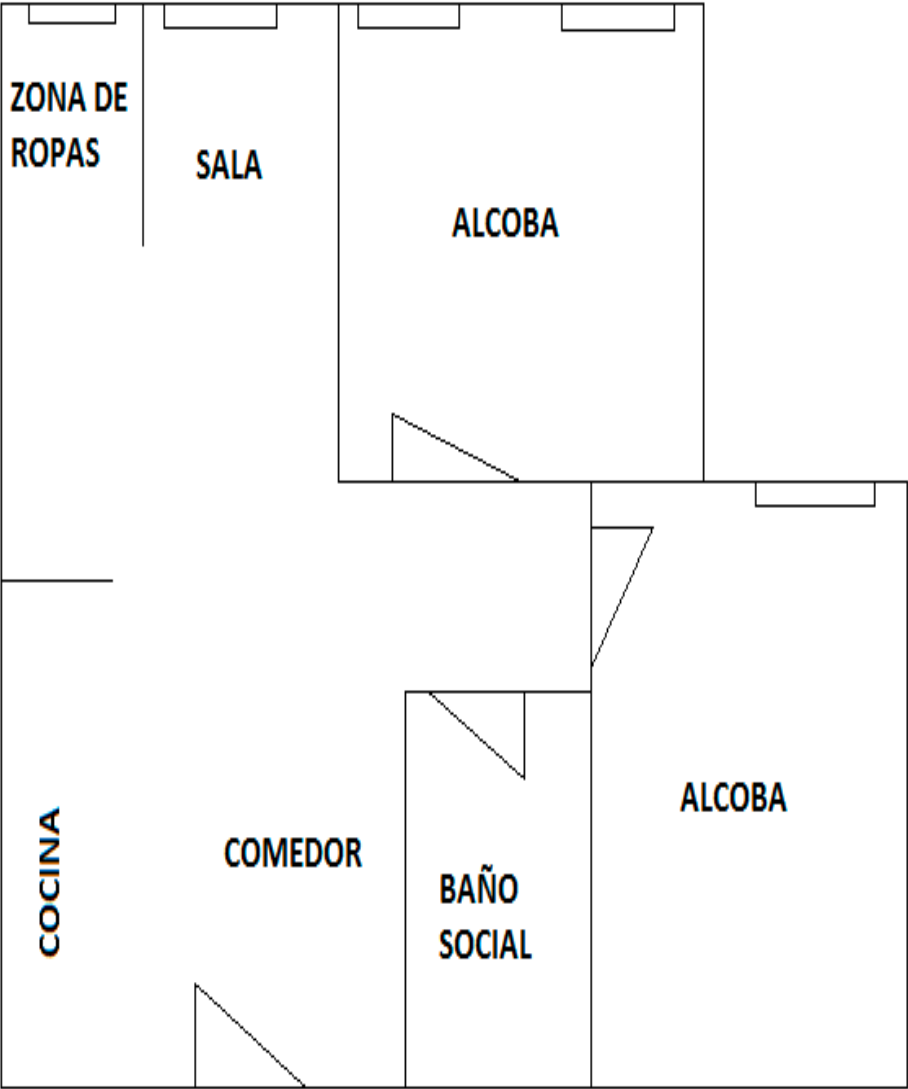 ZONA DE
ROPAS
SALA
ALCOBA
ALCOBA
COCINA
COMEDOR
BAÑO
SOCIAL